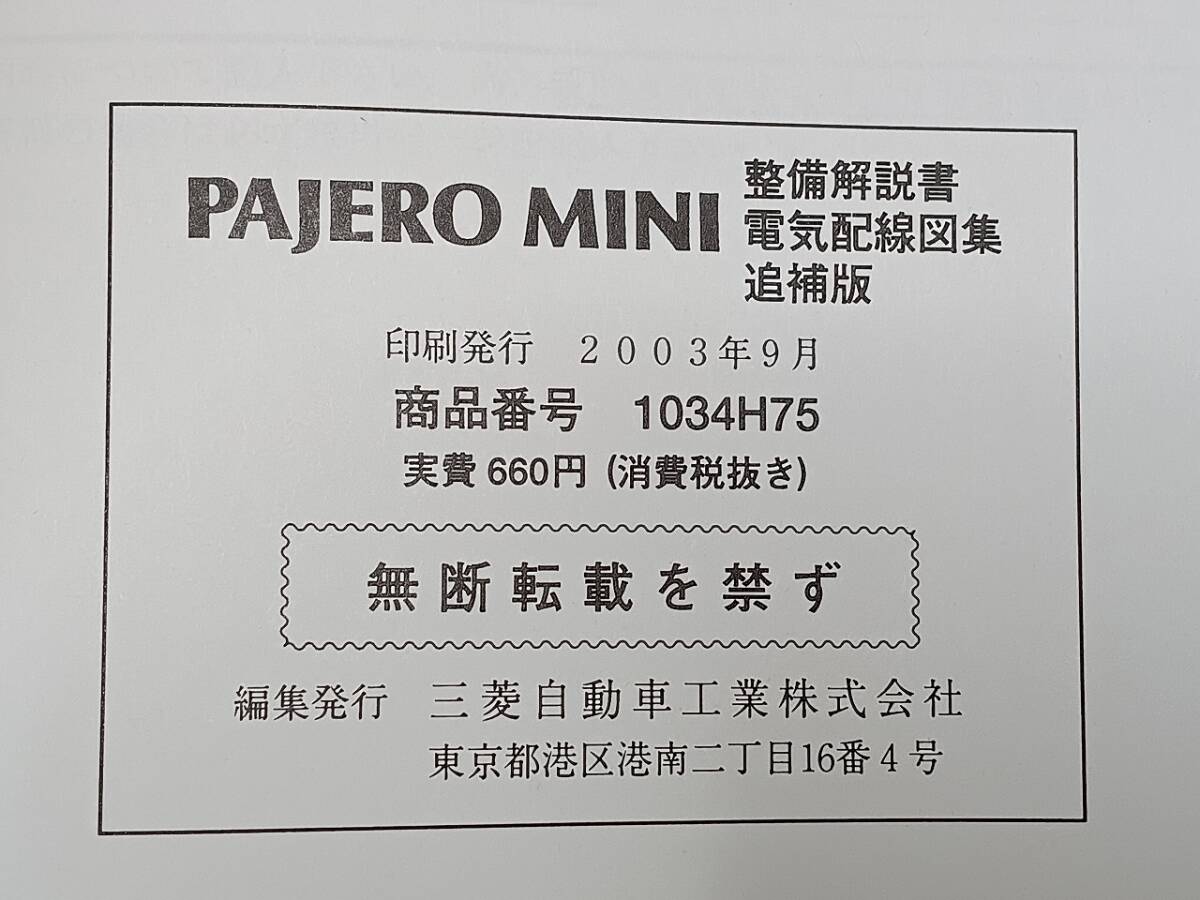 PAJERO MINI
整備解説書
電気配線図集
追補版
印刷発行 2003年9月
商品番号 1034H75
実費660円 (消費税抜き)
無断転載を禁ず
編集発行 三菱自動車工業株式会社
東京都港区港南二丁目16番4号